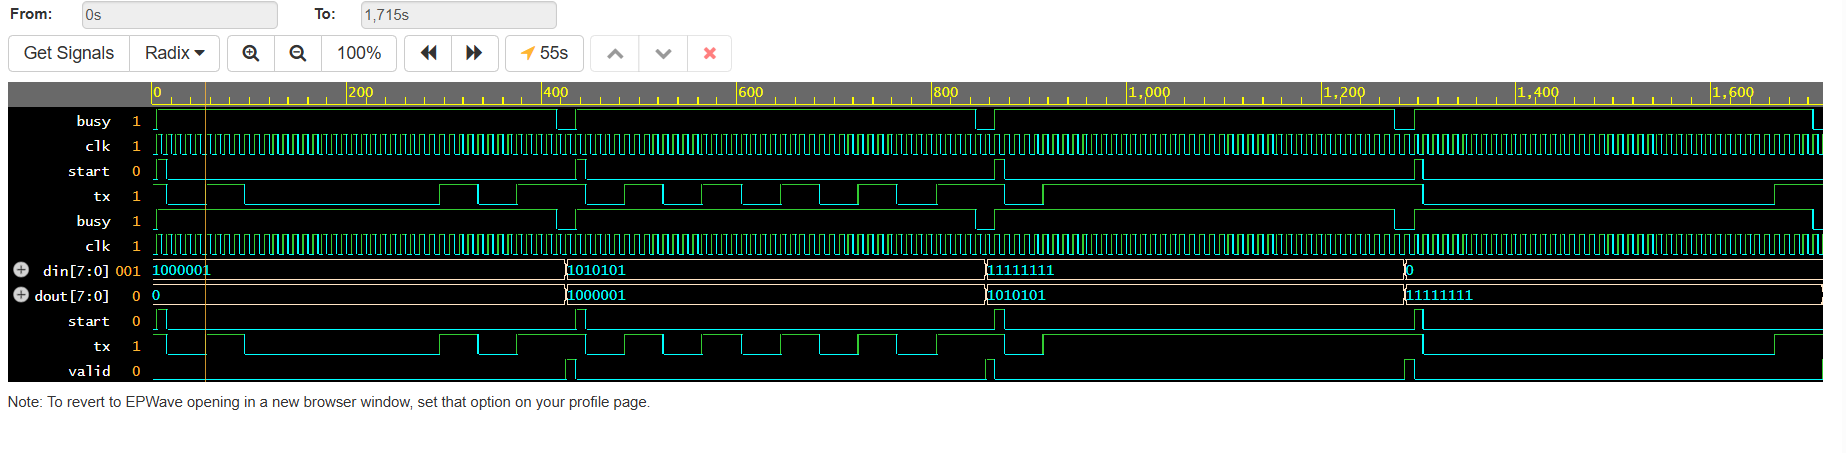 From: 0s To: 1,715s
Get Signals Radix 100% 55s
0 200 400 600 800 1,000 1,200 1,400 1,600
busy 1
clk 1
start 0
tx 1
busy 1
clk 1
din[7:0] 001 1000001 1010101 11111111 0
dout[7:0] 0 0 1000001 1010101 11111111
start 0
tx 1
valid 0
Note: To revert to EPWave opening in a new browser window, set that option on your profile page.